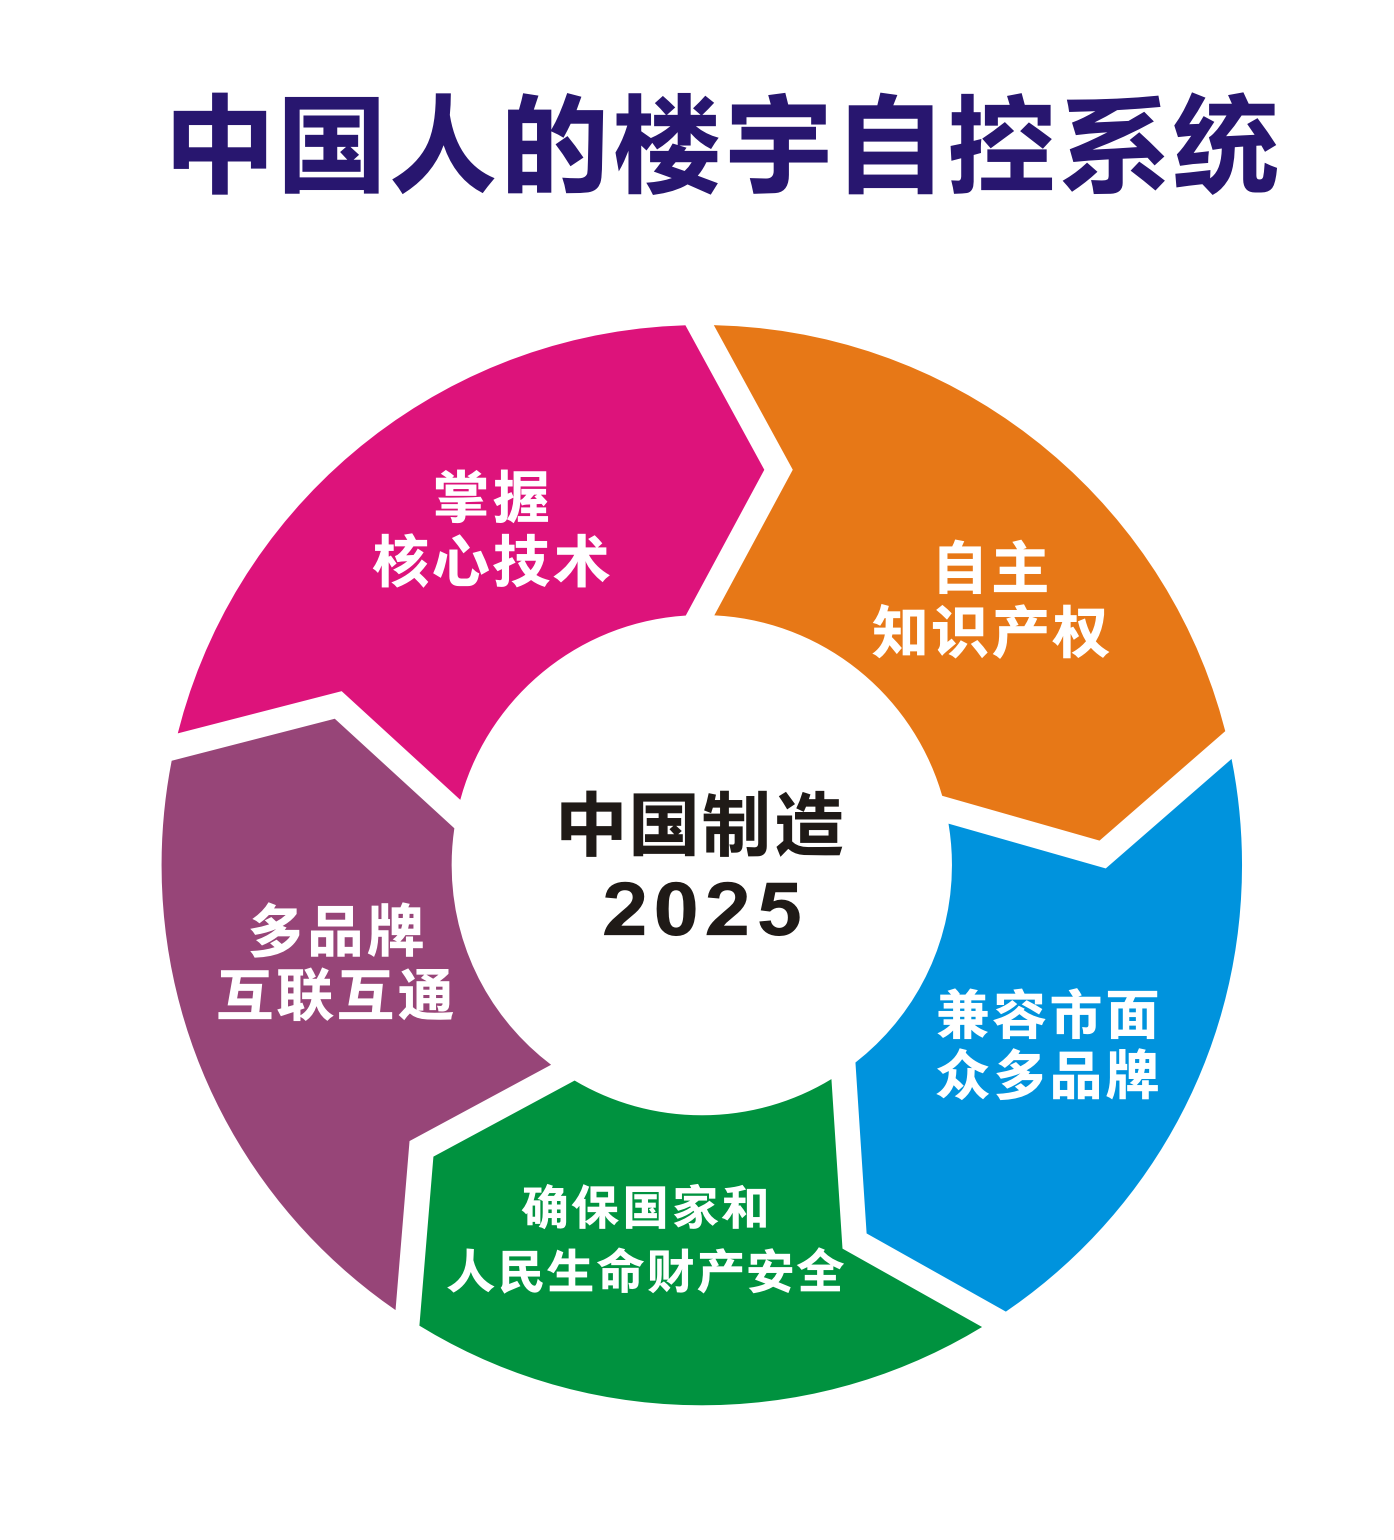 中国人的楼宇自控系统
掌握
核心技术
自主
知识产权
中国制造
2025
多品牌
互联互通
兼容市面
众多品牌
确保国家和
人民生命财产安全